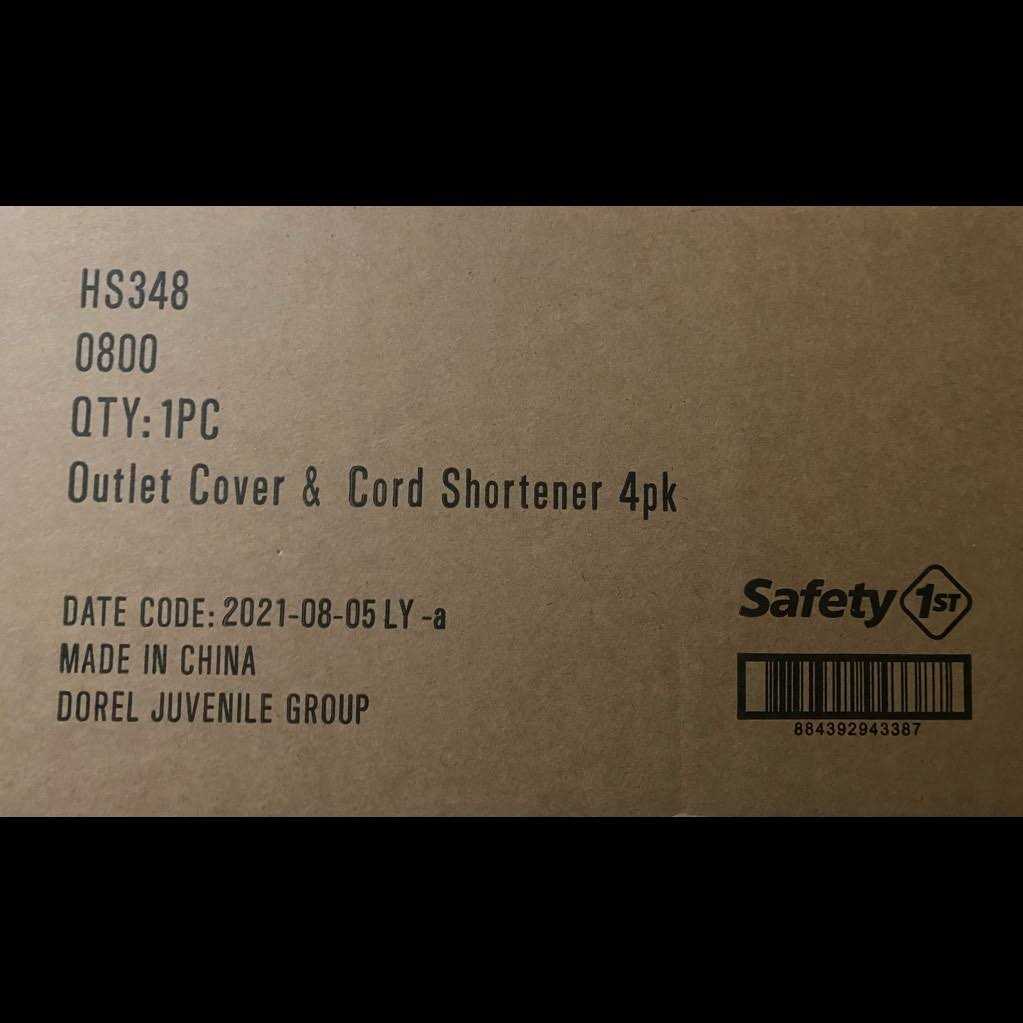 HS348
0800
QTY: 1PC
Outlet Cover & Cord Shortener 4pk
DATE CODE: 2021-08-05 LY -a
MADE IN CHINA
DOREL JUVENILE GROUP
Safety 1ST
884392943387